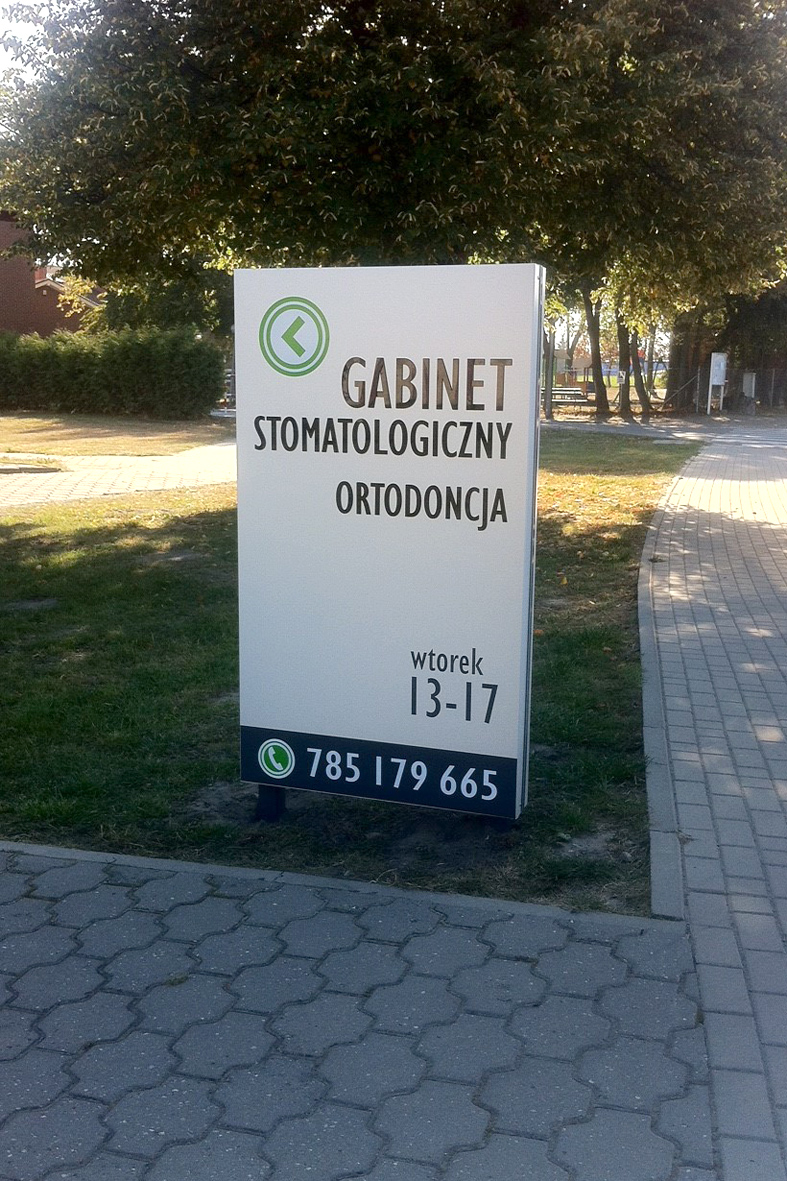 GABINET
STOMATOLOGICZNY
ORTODONCJA
wtorek
13-17
785 179 665